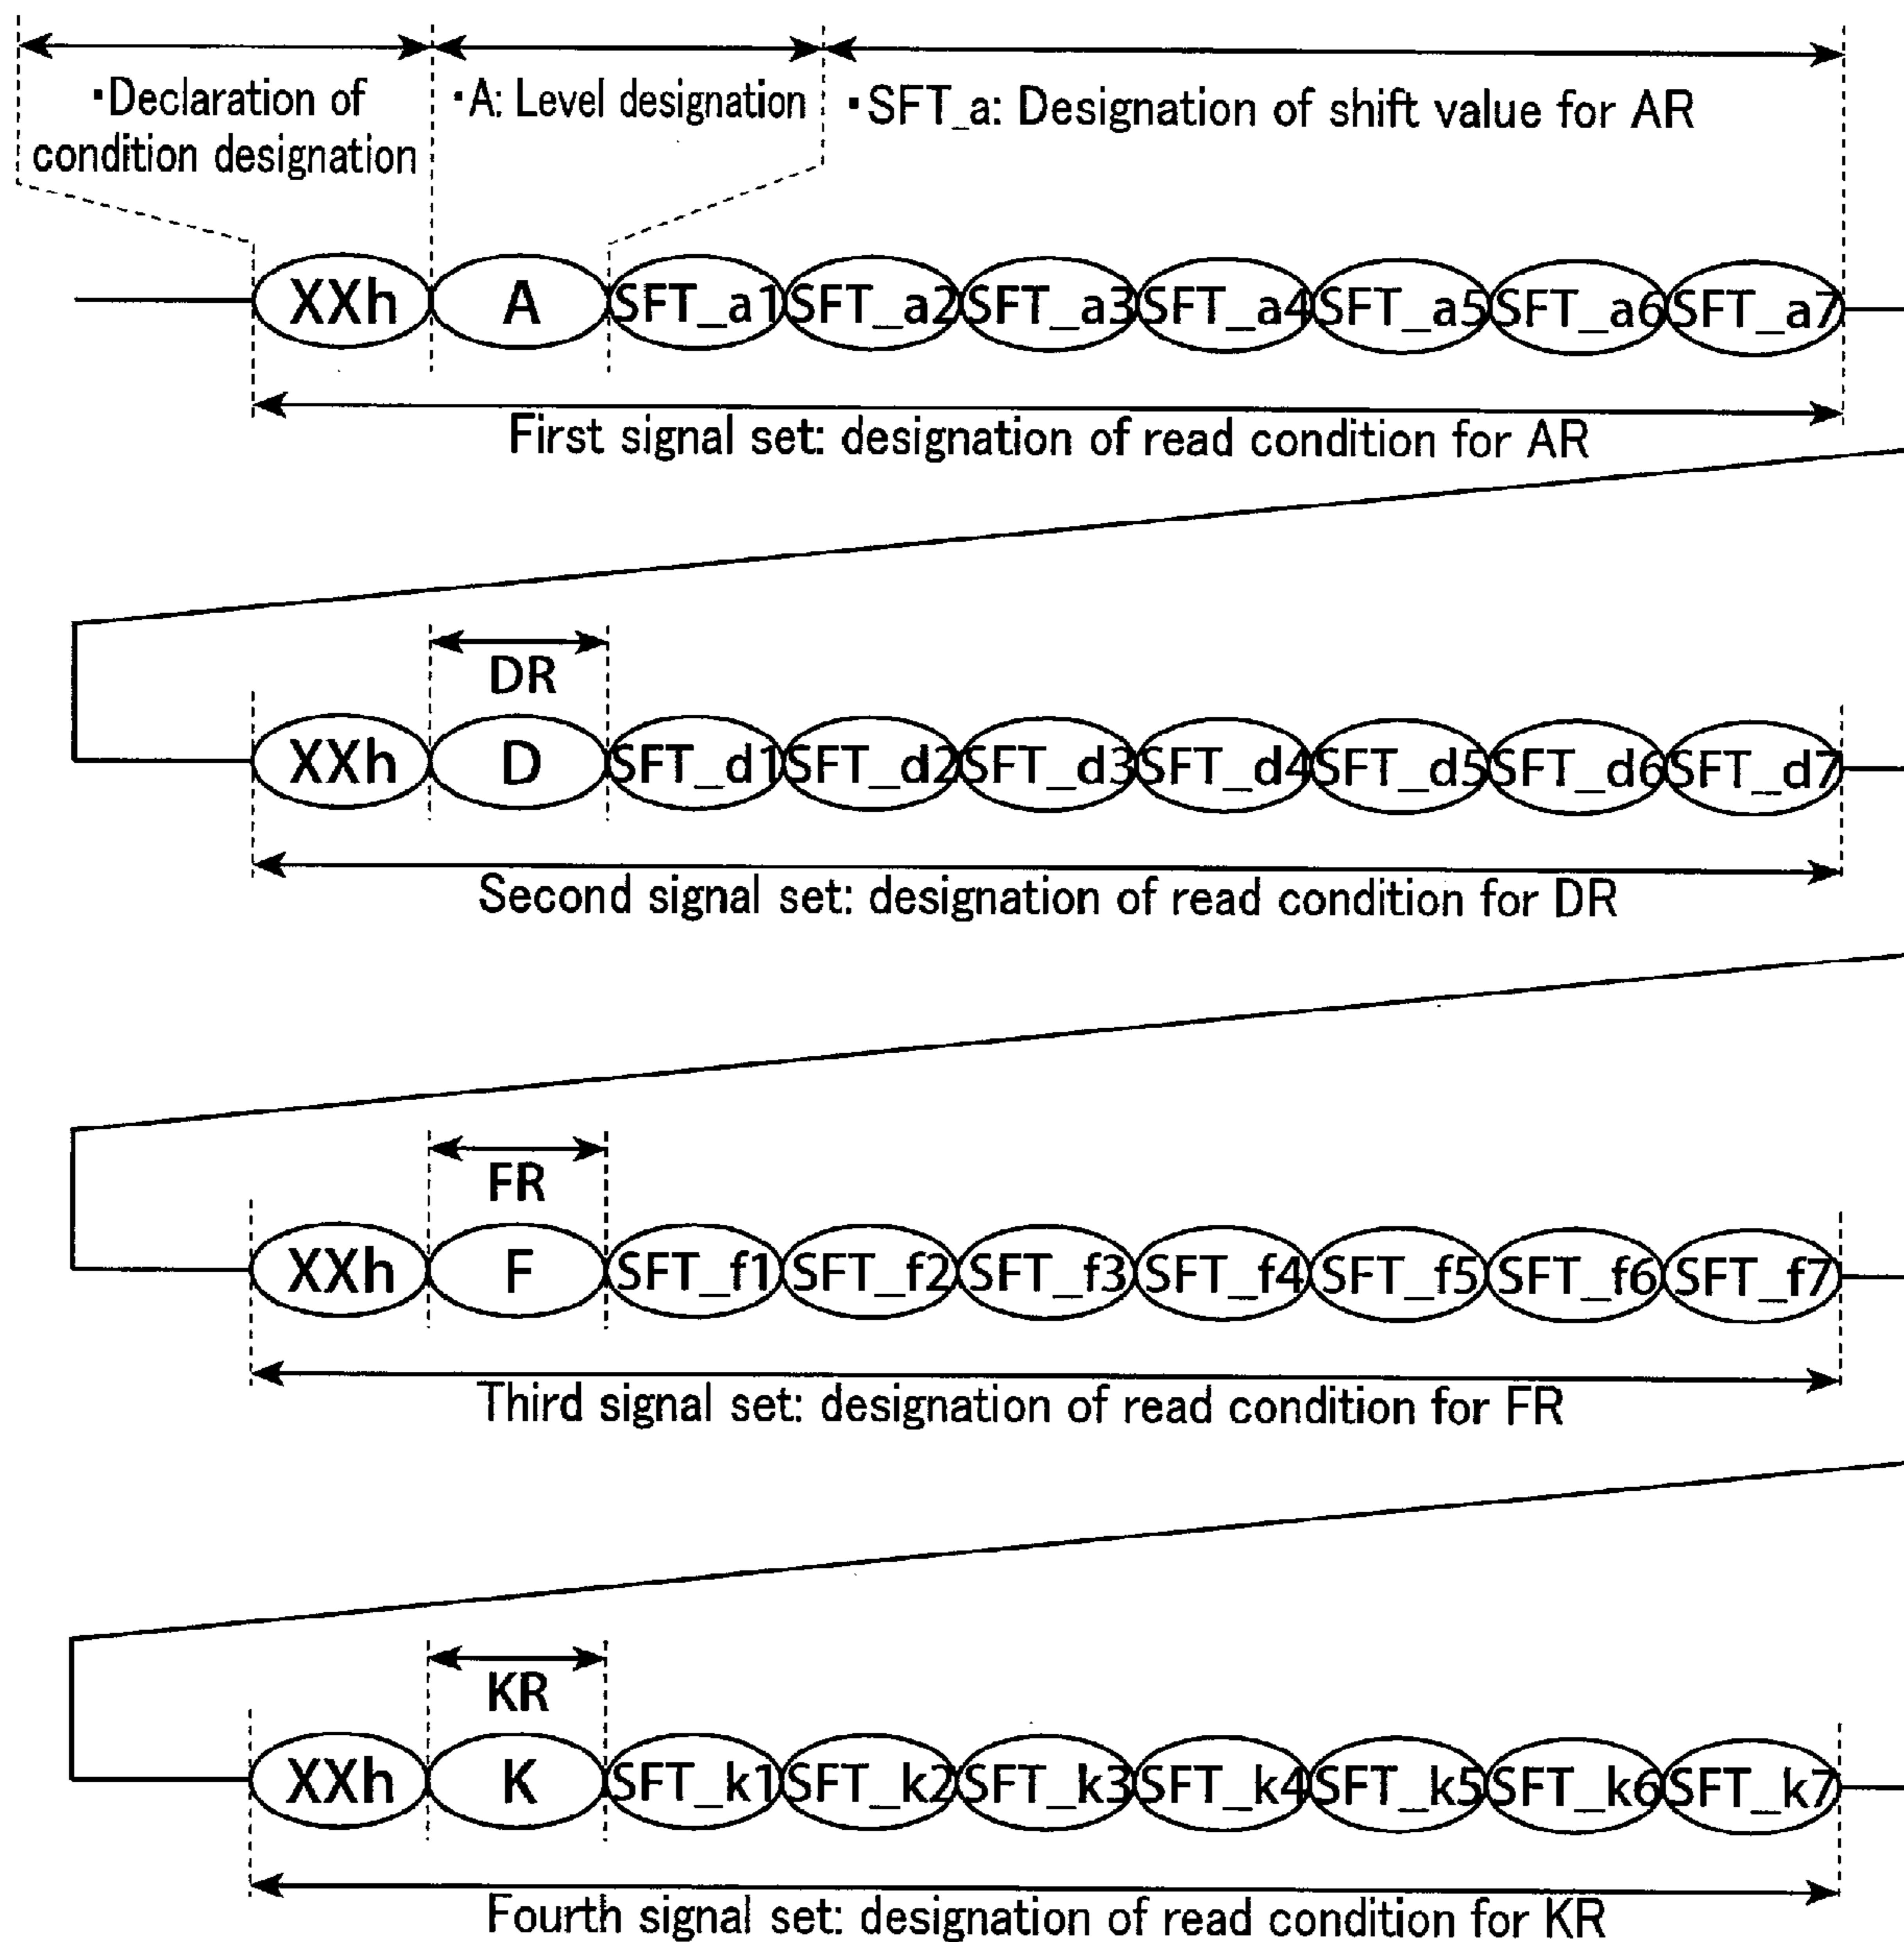 ・Declaration of
condition designation
・A: Level designation
・SFT_a: Designation of shift value for AR
XXh A SFT_a1 SFT_a2 SFT_a3 SFT_a4 SFT_a5 SFT_a6 SFT_a7
First signal set: designation of read condition for AR
DR
XXh D SFT_d1 SFT_d2 SFT_d3 SFT_d4 SFT_d5 SFT_d6 SFT_d7
Second signal set: designation of read condition for DR
FR
XXh F SFT_f1 SFT_f2 SFT_f3 SFT_f4 SFT_f5 SFT_f6 SFT_f7
Third signal set: designation of read condition for FR
KR
XXh K SFT_k1 SFT_k2 SFT_k3 SFT_k4 SFT_k5 SFT_k6 SFT_k7
Fourth signal set: designation of read condition for KR